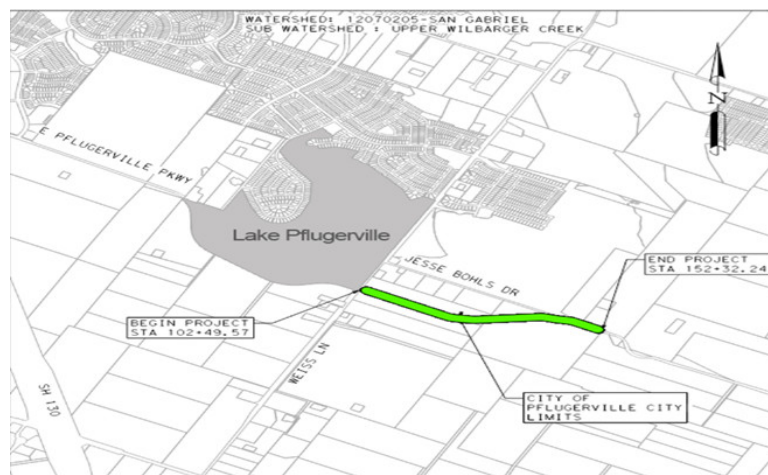 WATERSHED: 12070205-SAN GABRIEL
SUB WATERSHED : UPPER WILBARGER CREEK
N
E PFLUGERVILLE PKWY
Lake Pflugerville
JESSE BOHLS DR
END PROJECT
STA 152+32.24
BEGIN PROJECT
STA 102+49.57
WEISS LN
SH 130
CITY OF
PFLUGERVILLE CITY
LIMITS